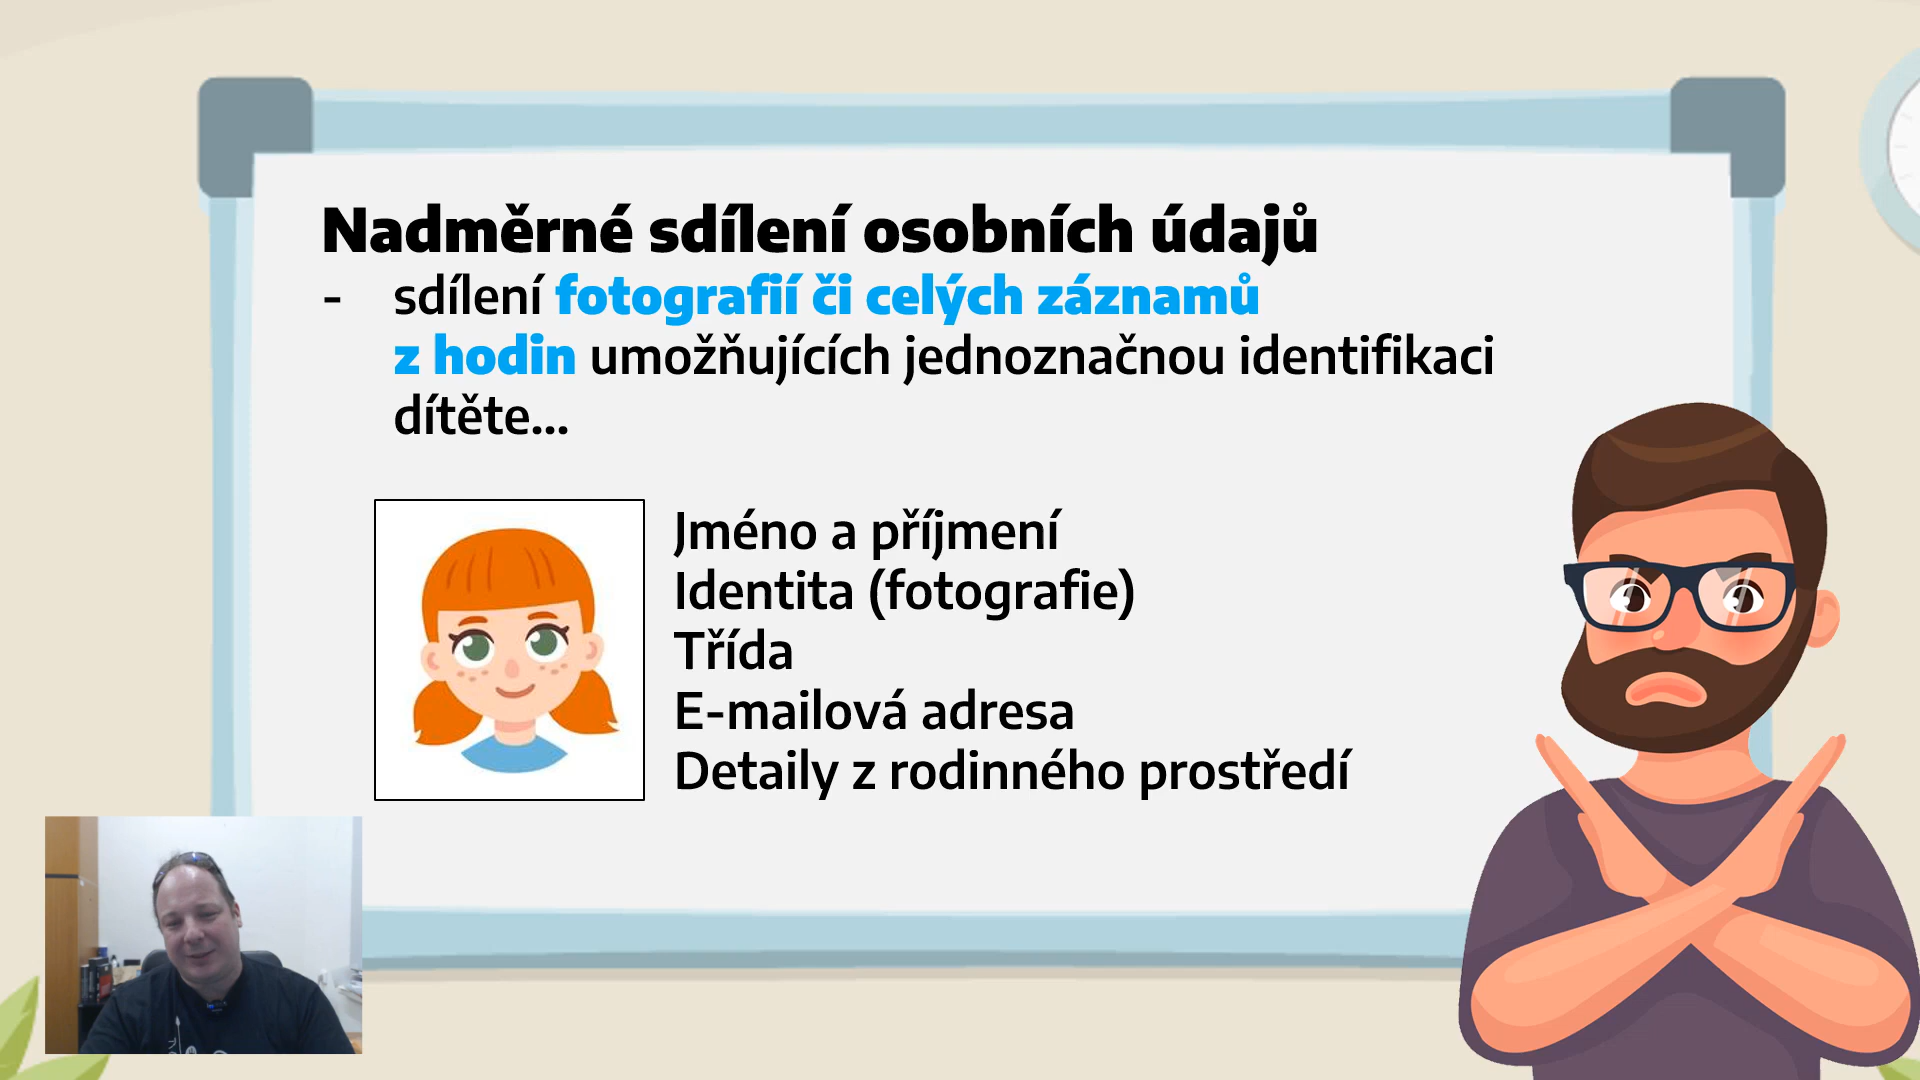 Nadměrné sdílení osobních údajů
- sdílení fotografií či celých záznamů
z hodin umožňujících jednoznačnou identifikaci
dítěte...
Jméno a příjmení
Identita (fotografie)
Třída
E-mailová adresa
Detaily z rodinného prostředí